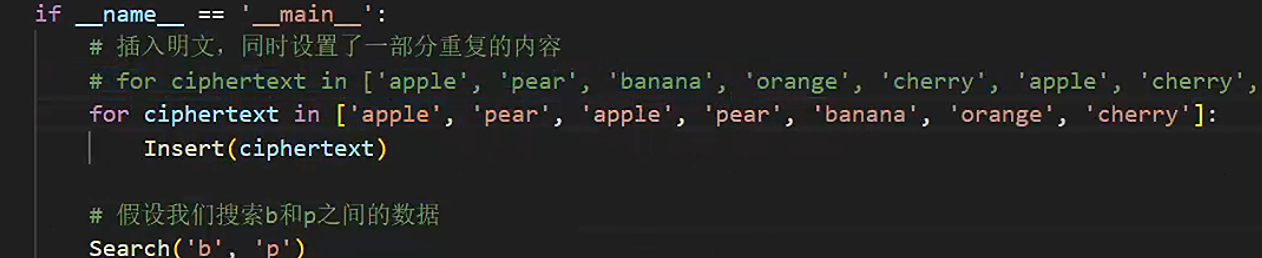 if __name__ == '__main__':
# 插入明文，同时设置了一部分重复的内容
# for ciphertext in ['apple', 'pear', 'banana', 'orange', 'cherry', 'apple', 'cherry',
for ciphertext in ['apple', 'pear', 'apple', 'pear', 'banana', 'orange', 'cherry']:
Insert(ciphertext)
# 假设我们搜索b和p之间的数据
Search('b', 'p')